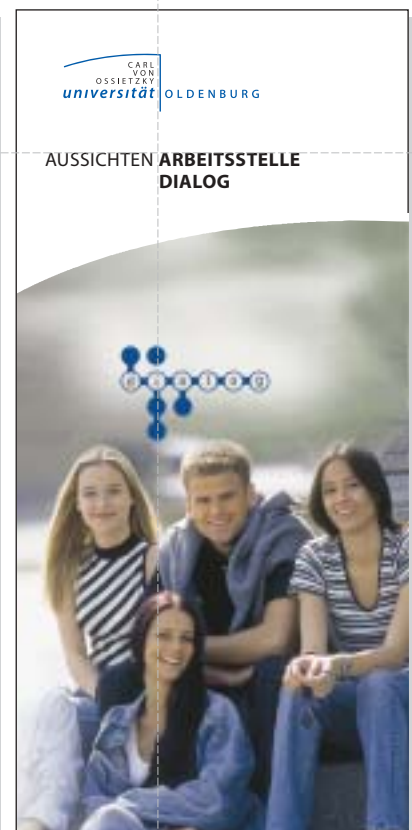 CARL
VON
OSSIETZKY
universität OLDENBURG
AUSSICHTEN ARBEITSSTELLE
DIALOG
dialog